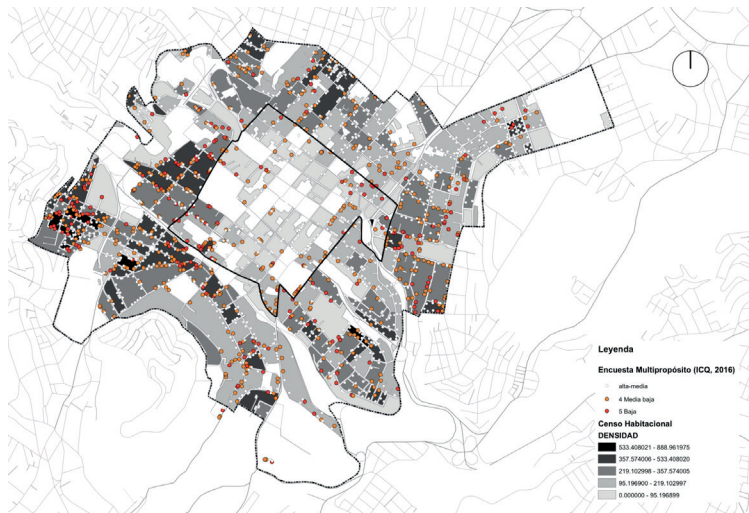 Leyenda
Encuesta Multipropósito (ICQ, 2016)
alta-media
4 Media baja
5 Baja
Censo Habitacional
DENSIDAD
533.408021 - 888.961975
357.574006 - 533.408020
219.102998 - 357.574005
95.196900 - 219.102997
0.000000 - 95.196899